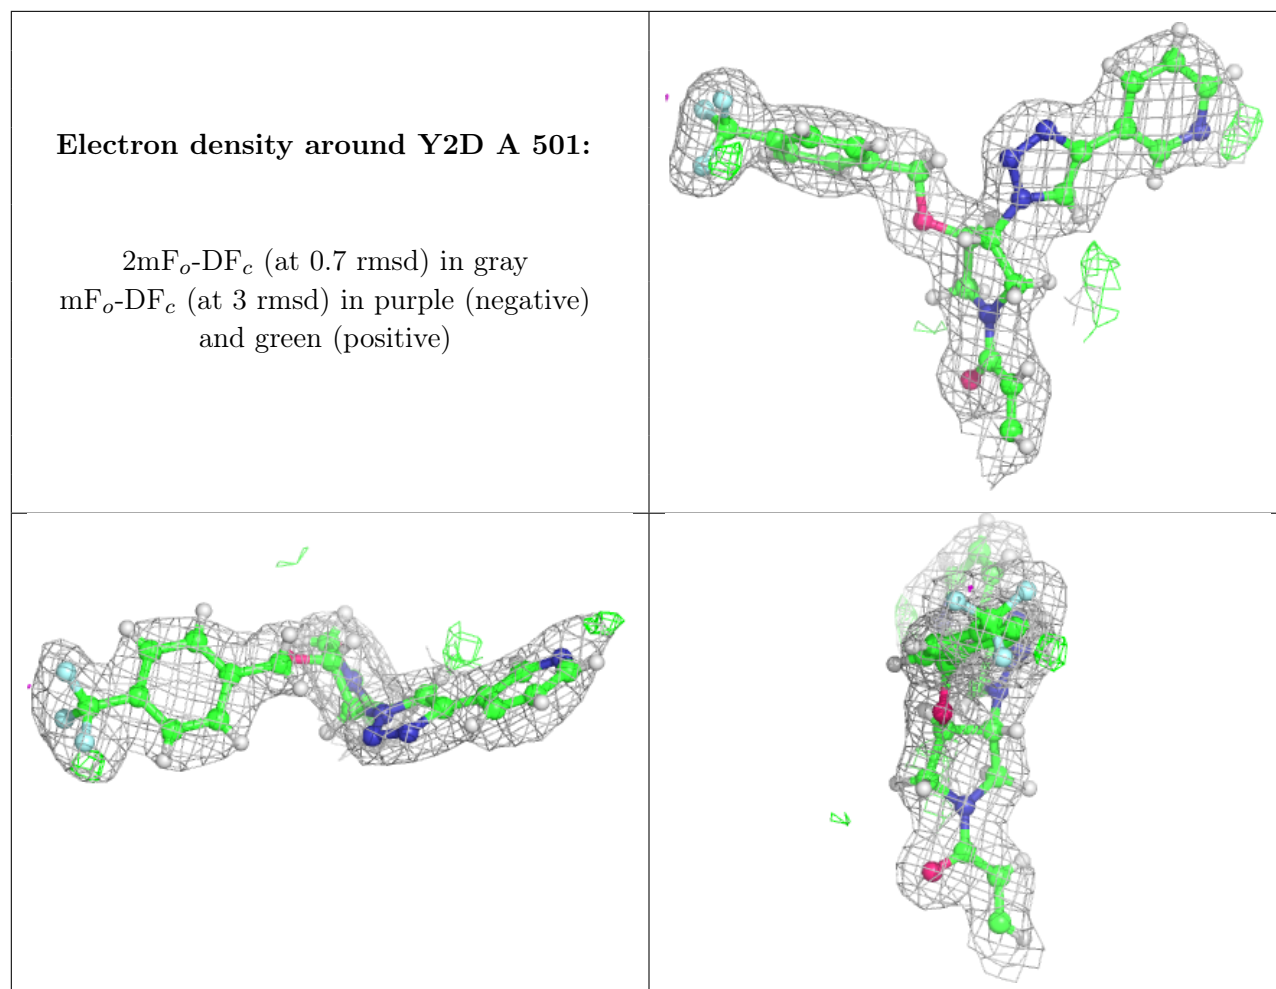 Electron density around Y2D A 501:
2mFo-DFc (at 0.7 rmsd) in gray
mFo-DFc (at 3 rmsd) in purple (negative)
and green (positive)